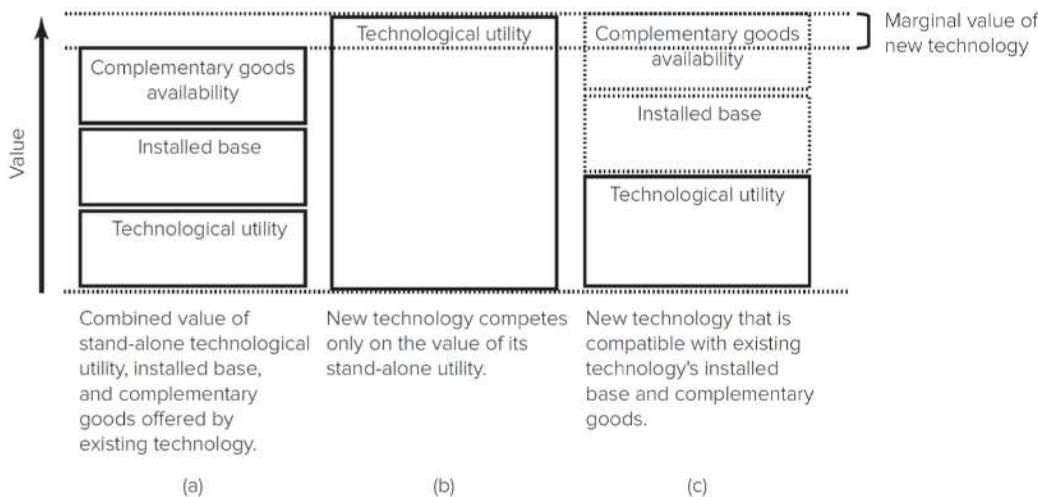 Value
Complementary goods
availability
Installed base
Technological utility
Technological utility
Complementary goods
availability
Installed base
Technological utility
Marginal value of
new technology
Combined value of
stand-alone technological
utility, installed base,
and complementary
goods offered by
existing technology.
New technology competes
only on the value of its
stand-alone utility.
New technology that is
compatible with existing
technology's installed
base and complementary
goods.
(a)
(b)
(c)